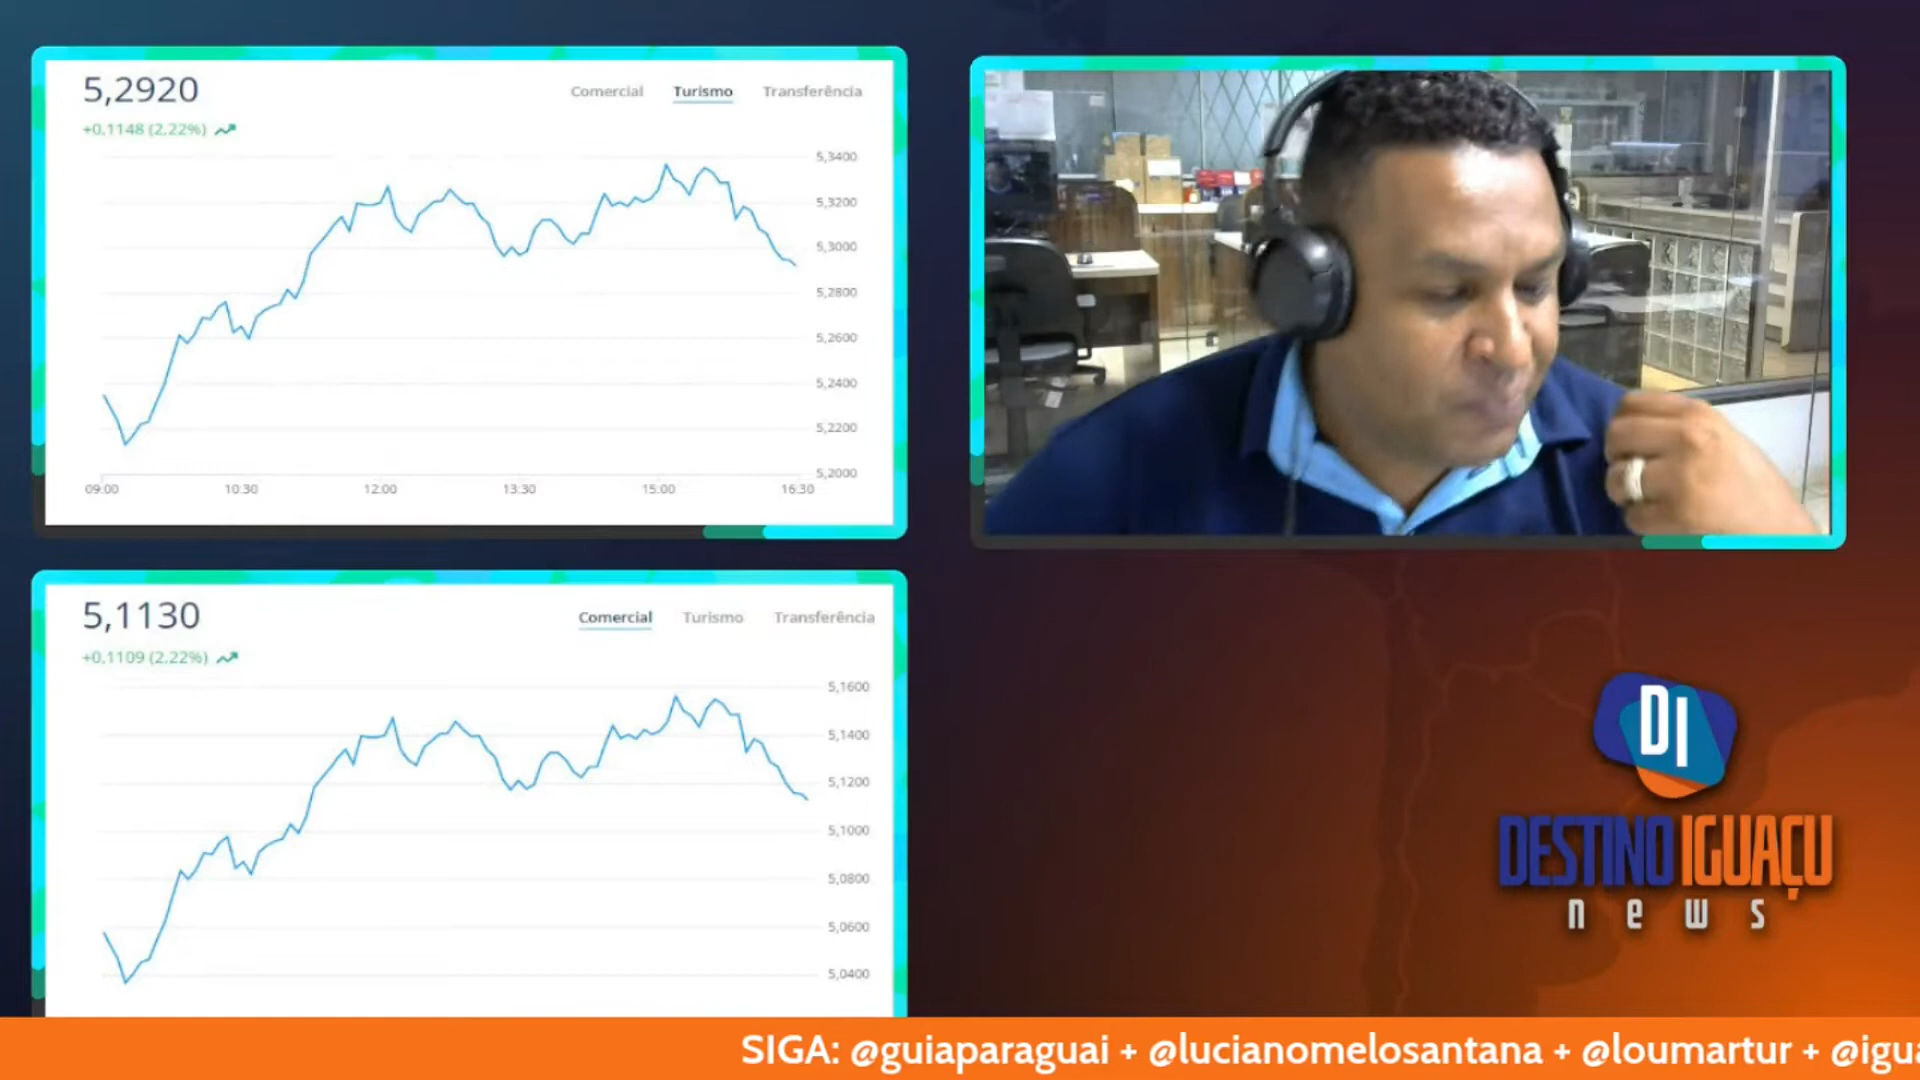 5,2920
Comercial Turismo Transferência
+0.1148 (2.22%)
5,3400
5,3200
5,3000
5,2800
5,2600
5,2400
5,2200
5,2000
09:00 10:30 12:00 13:30 15:00 16:30
5,1130
Comercial Turismo Transferência
+0.1109 (2.22%)
5,1600
5,1400
5,1200
5,1000
5,0800
5,0600
5,0400
DI
DESTINO IGUAÇU
news
SIGA: @guiaparaguai + @lucianomelosantana + @loumartur + @igua